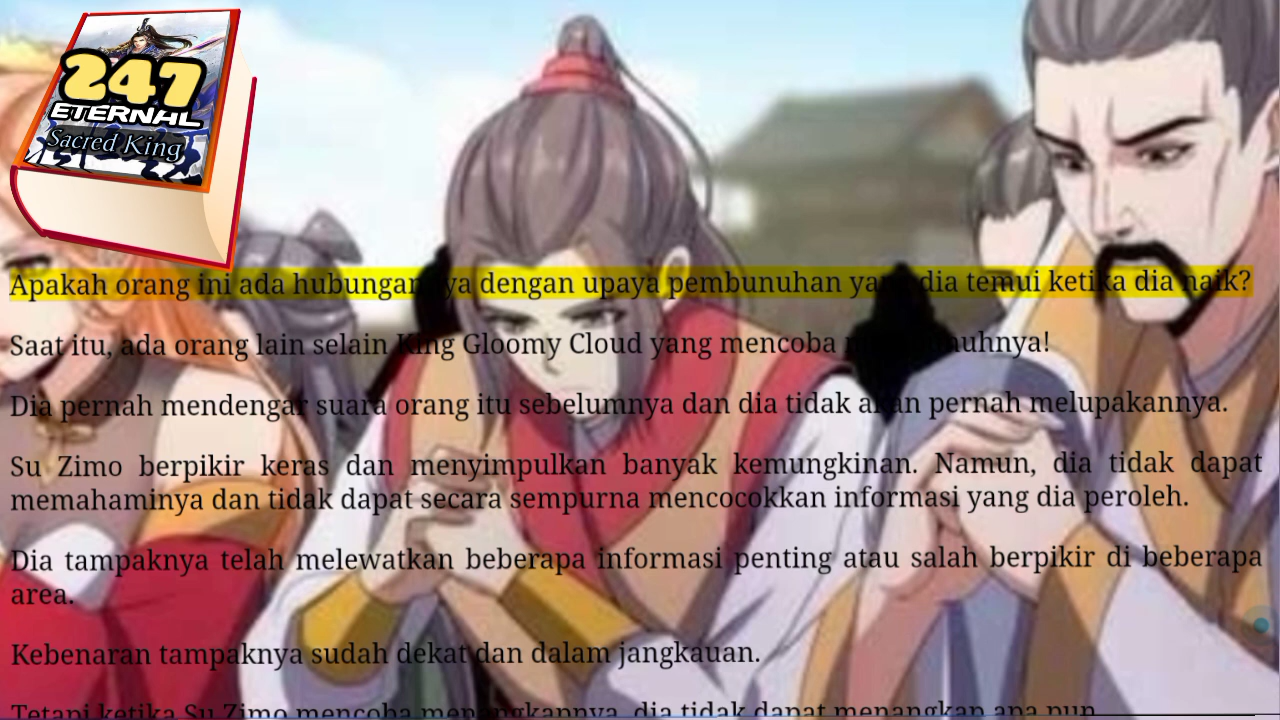 247
ETERNAL
Sacred King
Apakah orang ini ada hubungannya dengan upaya pembunuhan yang dia temui ketika dia naik?
Saat itu, ada orang lain selain King Gloomy Cloud yang mencoba membunuhnya!
Dia pernah mendengar suara orang itu sebelumnya dan dia tidak akan pernah melupakannya.
Su Zimo berpikir keras dan menyimpulkan banyak kemungkinan. Namun, dia tidak dapat
memahaminya dan tidak dapat secara sempurna mencocokkan informasi yang dia peroleh.
Dia tampaknya telah melewatkan beberapa informasi penting atau salah berpikir di beberapa
area.
Kebenaran tampaknya sudah dekat dan dalam jangkauan.
Tetapi ketika Su Zimo mencoba menangkapnya, dia tidak dapat menangkap apa pun.